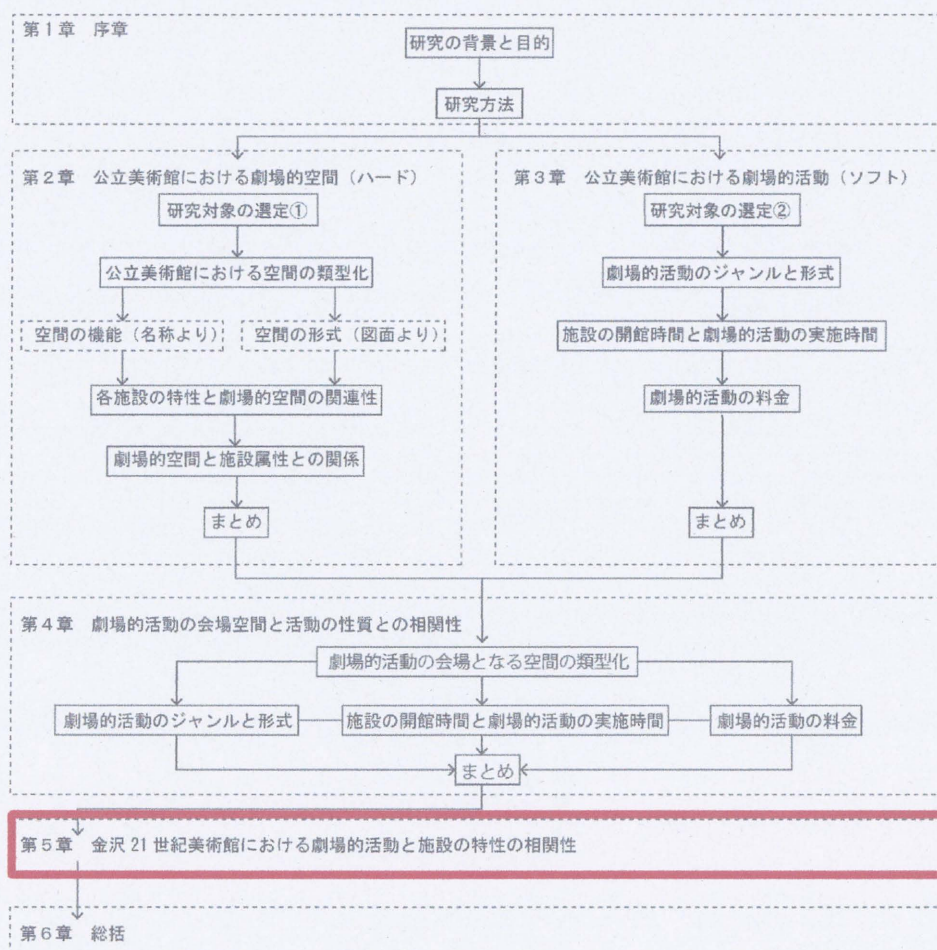 第1章 序章
研究の背景と目的
研究方法
第2章 公立美術館における劇場的空間（ハード）
研究対象の選定①
公立美術館における空間の類型化
空間の機能（名称より）
空間の形式（図面より）
各施設の特性と劇場的空間の関連性
劇場的空間と施設属性との関係
まとめ
第3章 公立美術館における劇場的活動（ソフト）
研究対象の選定②
劇場的活動のジャンルと形式
施設の開館時間と劇場的活動の実施時間
劇場的活動の料金
まとめ
第4章 劇場的活動の会場空間と活動の性質との相関性
劇場的活動の会場となる空間の類型化
劇場的活動のジャンルと形式
施設の開館時間と劇場的活動の実施時間
劇場的活動の料金
まとめ
第5章 金沢21世紀美術館における劇場的活動と施設の特性の相関性
第6章 総括